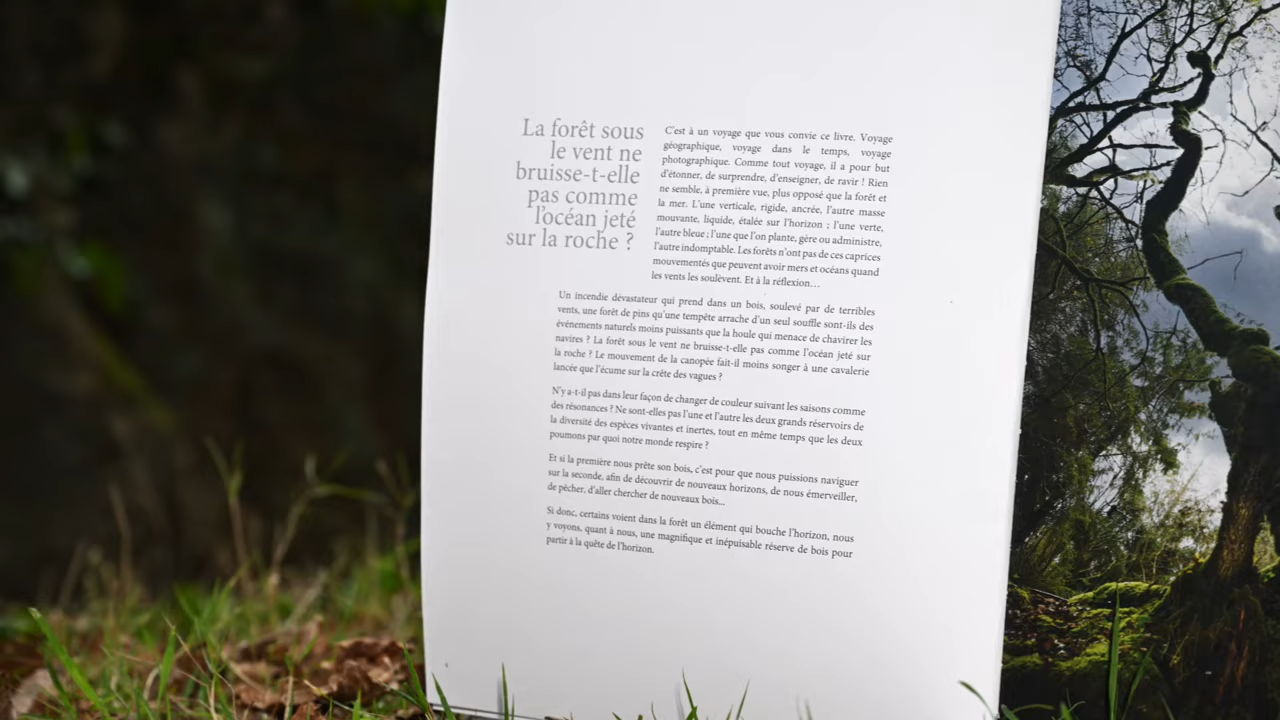 La forêt sous
le vent ne
bruisse-t-elle
pas comme
l'océan jeté
sur la roche ?
C'est à un voyage que vous convie ce livre. Voyage
géographique, voyage dans le temps, voyage
photographique. Comme tout voyage, il a pour but
d'étonner, de surprendre, d'enseigner, de ravir ! Rien
ne semble, à première vue, plus opposé que la forêt et
la mer. L'une verticale, rigide, ancrée, l'autre masse
mouvante, liquide, étalée sur l'horizon ; l'une verte,
l'autre bleue ; l'une que l'on plante, gère ou administre,
l'autre indomptable. Les forêts n'ont pas de ces caprices
mouvementés que peuvent avoir mers et océans quand
les vents les soulèvent. Et à la réflexion…
Un incendie dévastateur qui prend dans un bois, soulevé par de terribles
vents, une forêt de pins qu'une tempête arrache d'un seul souffle sont-ils des
événements naturels moins puissants que la houle qui menace de chavirer les
navires ? La forêt sous le vent ne bruisse-t-elle pas comme l'océan jeté sur
la roche ? Le mouvement de la canopée fait-il moins songer à une cavalerie
lancée que l'écume sur la crête des vagues ?
N'y a-t-il pas dans leur façon de changer de couleur suivant les saisons comme
des résonances ? Ne sont-elles pas l'une et l'autre les deux grands réservoirs de
la diversité des espèces vivantes et inertes, tout en même temps que les deux
poumons par quoi notre monde respire ?
Et si la première nous prête son bois, c'est pour que nous puissions naviguer
sur la seconde, afin de découvrir de nouveaux horizons, de nous émerveiller,
de pêcher, d'aller chercher de nouveaux bois...
Si donc, certains voient dans la forêt un élément qui bouche l'horizon, nous
y voyons, quant à nous, une magnifique et inépuisable réserve de bois pour
partir à la quête de l'horizon.